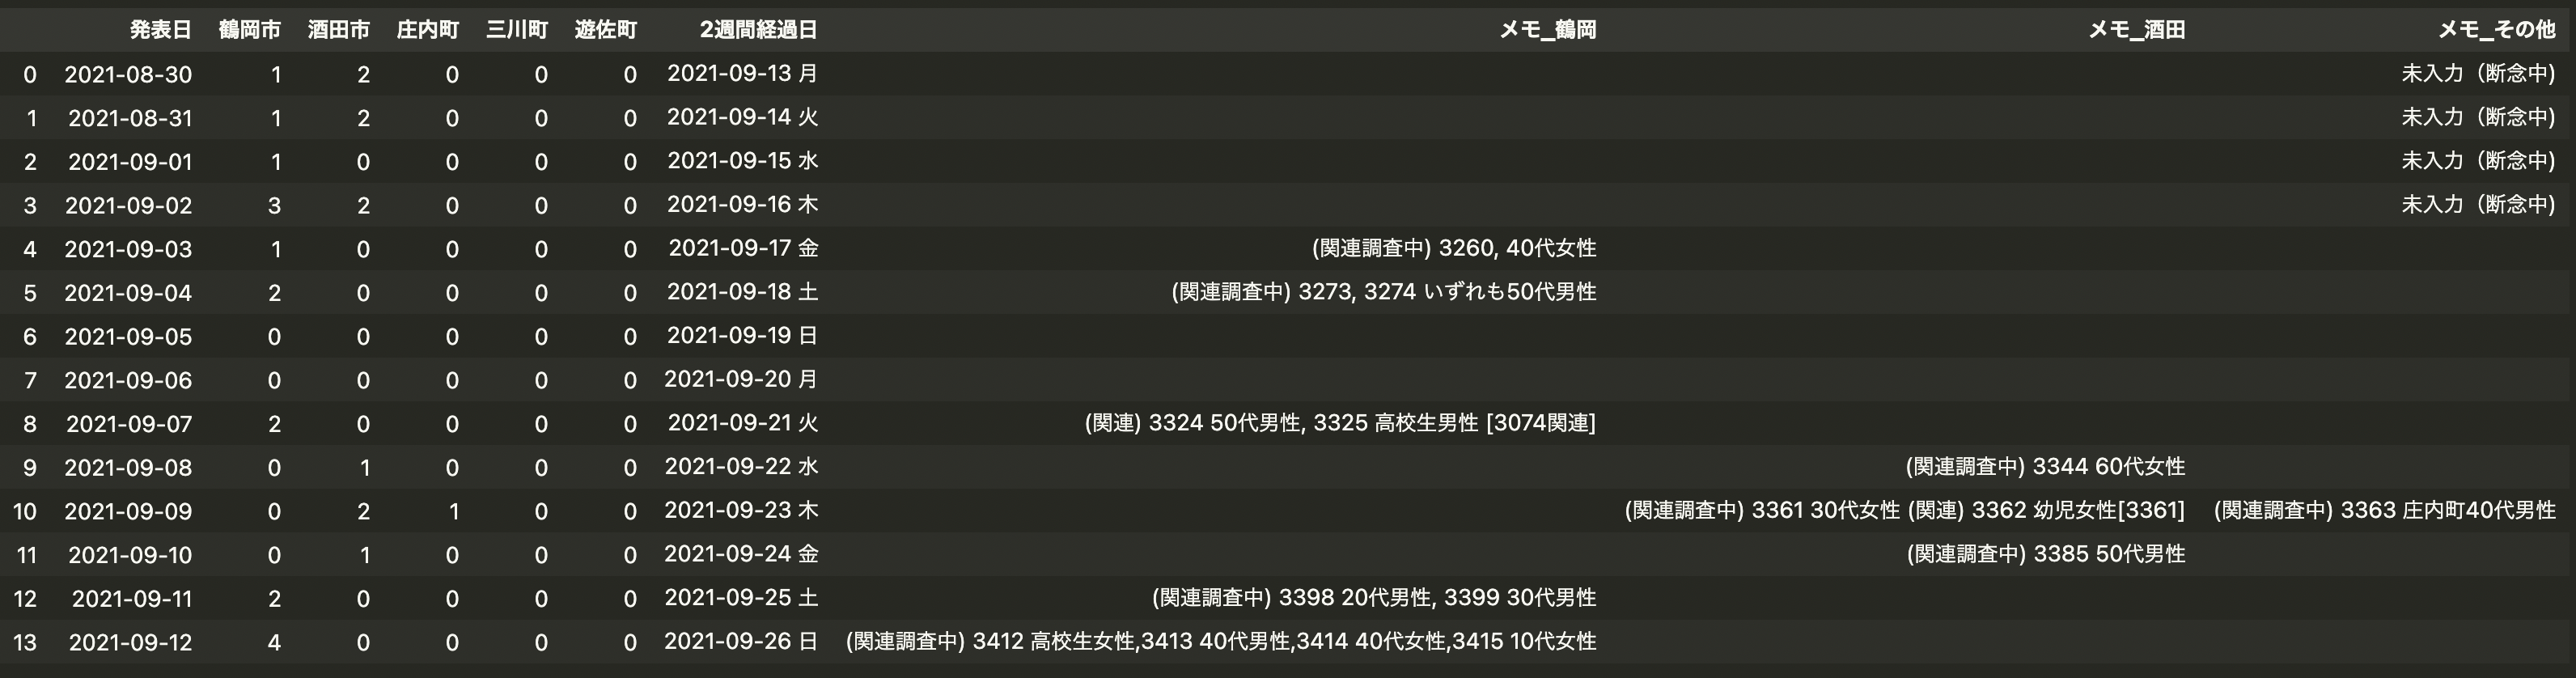 発表日 鶴岡市 酒田市 庄内町 三川町 遊佐町 2週間経過日 メモ_鶴岡 メモ_酒田 メモ_その他
0 2021-08-30 1 2 0 0 0 2021-09-13 月 未入力（断念中)
1 2021-08-31 1 2 0 0 0 2021-09-14 火 未入力（断念中)
2 2021-09-01 1 0 0 0 0 2021-09-15 水 未入力（断念中)
3 2021-09-02 3 2 0 0 0 2021-09-16 木 未入力（断念中)
4 2021-09-03 1 0 0 0 0 2021-09-17 金 (関連調査中) 3260, 40代女性
5 2021-09-04 2 0 0 0 0 2021-09-18 土 (関連調査中) 3273, 3274 いずれも50代男性
6 2021-09-05 0 0 0 0 0 2021-09-19 日
7 2021-09-06 0 0 0 0 0 2021-09-20 月
8 2021-09-07 2 0 0 0 0 2021-09-21 火 (関連) 3324 50代男性, 3325 高校生男性 [3074関連]
9 2021-09-08 0 1 0 0 0 2021-09-22 水 (関連調査中) 3344 60代女性
10 2021-09-09 0 2 1 0 0 2021-09-23 木 (関連調査中) 3361 30代女性 (関連) 3362 幼児女性[3361] (関連調査中) 3363 庄内町40代男性
11 2021-09-10 0 1 0 0 0 2021-09-24 金 (関連調査中) 3385 50代男性
12 2021-09-11 2 0 0 0 0 2021-09-25 土 (関連調査中) 3398 20代男性, 3399 30代男性
13 2021-09-12 4 0 0 0 0 2021-09-26 日 (関連調査中) 3412 高校生女性,3413 40代男性,3414 40代女性,3415 10代女性